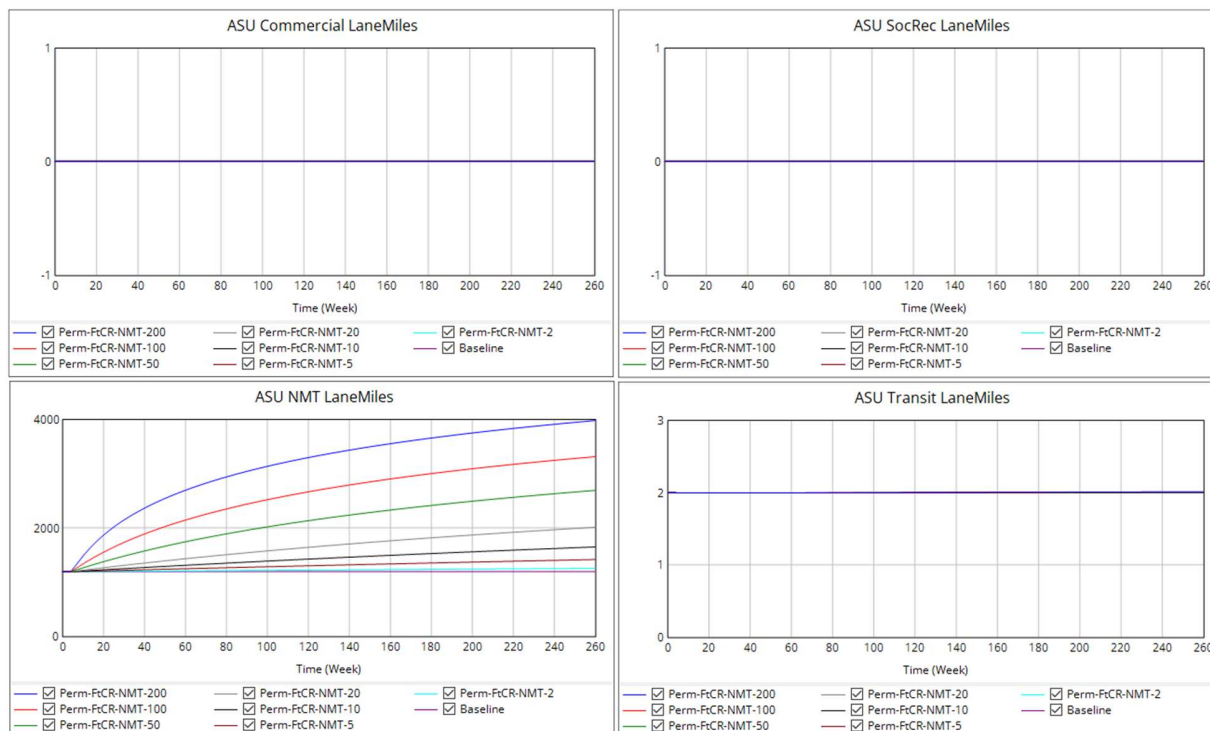 ASU Commercial LaneMiles
1
0
-1
0 20 40 60 80 100 120 140 160 180 200 220 240 260
Time (Week)
Perm-FtCR-NMT-200 Perm-FtCR-NMT-20 Perm-FtCR-NMT-2
Perm-FtCR-NMT-100 Perm-FtCR-NMT-10 Baseline
Perm-FtCR-NMT-50 Perm-FtCR-NMT-5
ASU SocRec LaneMiles
1
0
-1
0 20 40 60 80 100 120 140 160 180 200 220 240 260
Time (Week)
Perm-FtCR-NMT-200 Perm-FtCR-NMT-20 Perm-FtCR-NMT-2
Perm-FtCR-NMT-100 Perm-FtCR-NMT-10 Baseline
Perm-FtCR-NMT-50 Perm-FtCR-NMT-5
ASU NMT LaneMiles
4000
2000
0
0 20 40 60 80 100 120 140 160 180 200 220 240 260
Time (Week)
Perm-FtCR-NMT-200 Perm-FtCR-NMT-20 Perm-FtCR-NMT-2
Perm-FtCR-NMT-100 Perm-FtCR-NMT-10 Baseline
Perm-FtCR-NMT-50 Perm-FtCR-NMT-5
ASU Transit LaneMiles
3
2
1
0
0 20 40 60 80 100 120 140 160 180 200 220 240 260
Time (Week)
Perm-FtCR-NMT-200 Perm-FtCR-NMT-20 Perm-FtCR-NMT-2
Perm-FtCR-NMT-100 Perm-FtCR-NMT-10 Baseline
Perm-FtCR-NMT-50 Perm-FtCR-NMT-5